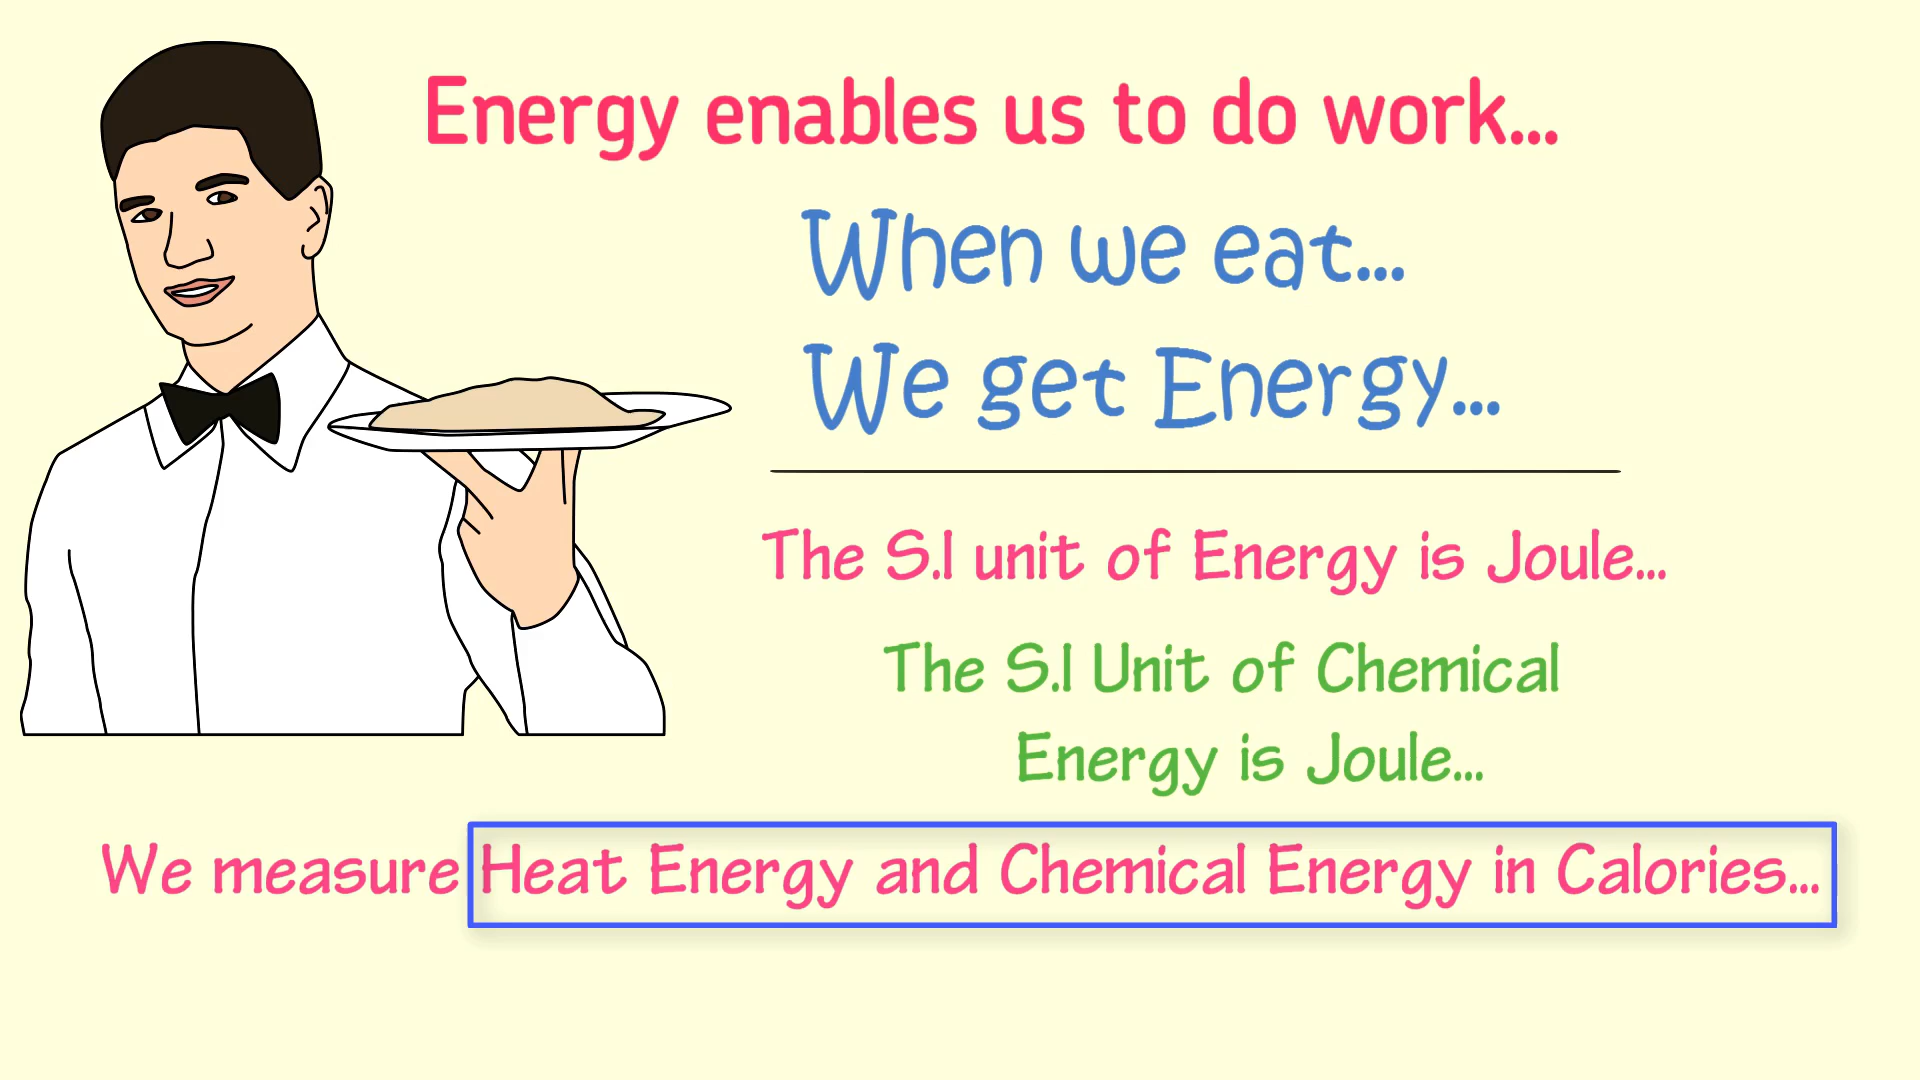 Energy enables us to do work...
When we eat...
We get Energy...
The S.I unit of Energy is Joule...
The S.I Unit of Chemical
Energy is Joule...
We measure Heat Energy and Chemical Energy in Calories...